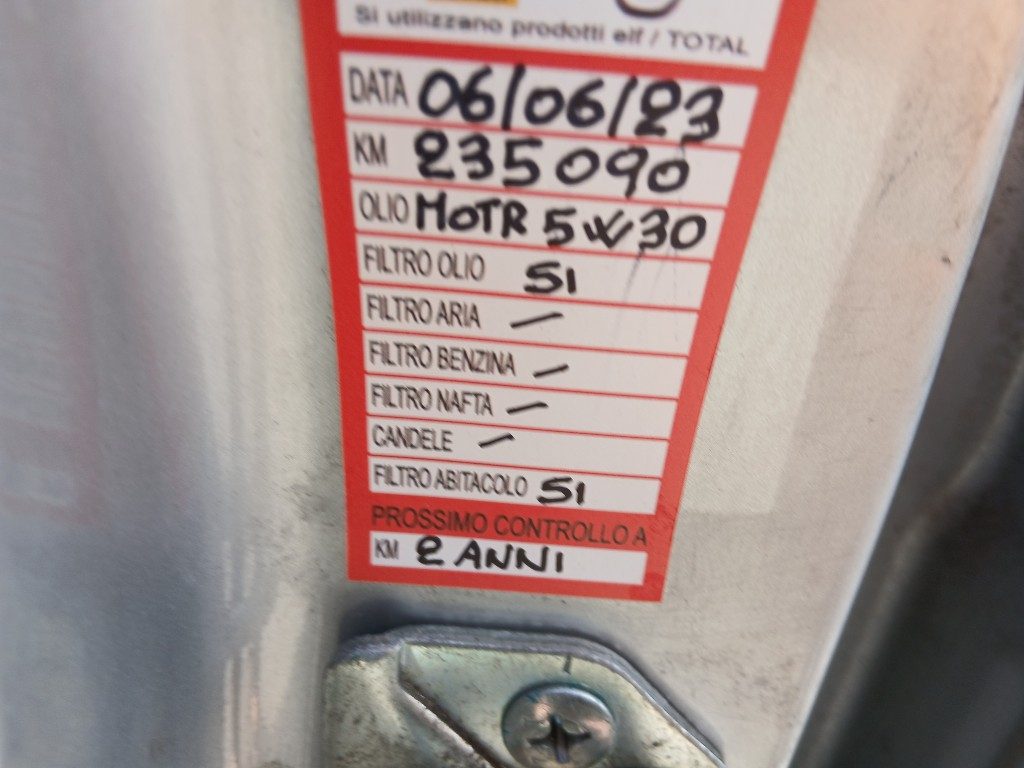 Si utilizzano prodotti elf / TOTAL
DATA 06/06/23
KM 235090
OLIO MOTR 5W30
FILTRO OLIO SI
FILTRO ARIA –
FILTRO BENZINA –
FILTRO NAFTA –
CANDELE –
FILTRO ABITACOLO SI
PROSSIMO CONTROLLO A
KM 2 ANNI